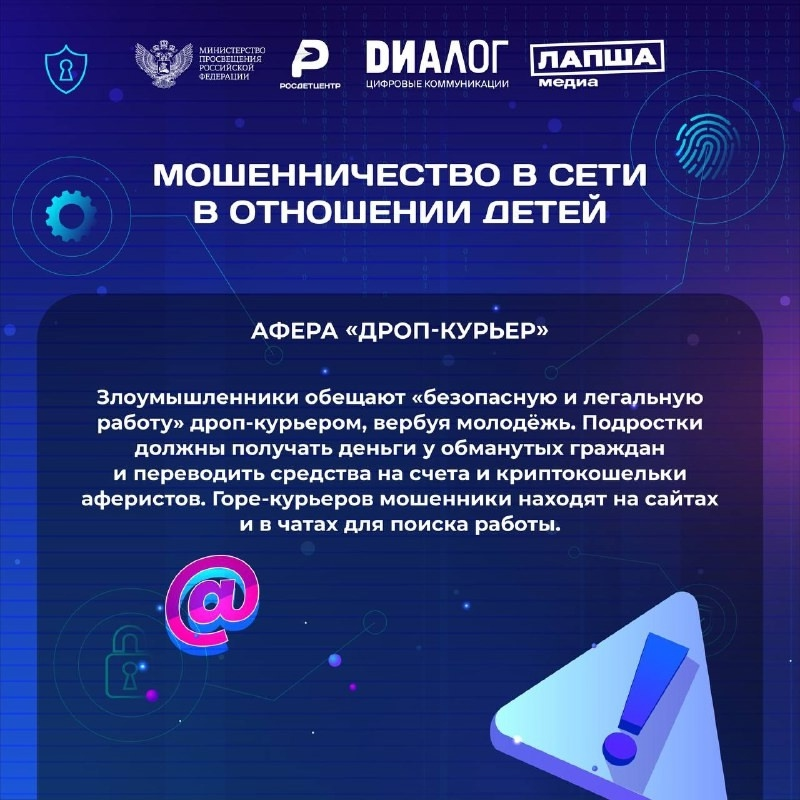 МИНИСТЕРСТВО
ПРОСВЕЩЕНИЯ
РОССИЙСКОЙ
ФЕДЕРАЦИИ
РОСДЕТЦЕНТР
DИАЛОГ
ЦИФРОВЫЕ КОММУНИКАЦИИ
ЛАПША
медиа
МОШЕННИЧЕСТВО В СЕТИ
В ОТНОШЕНИИ ДЕТЕЙ
АФЕРА «ДРОП-КУРЬЕР»
Злоумышленники обещают «безопасную и легальную
работу» дроп-курьером, вербуя молодёжь. Подростки
должны получать деньги у обманутых граждан
и переводить средства на счета и криптокошельки
аферистов. Горе-курьеров мошенники находят на сайтах
и в чатах для поиска работы.